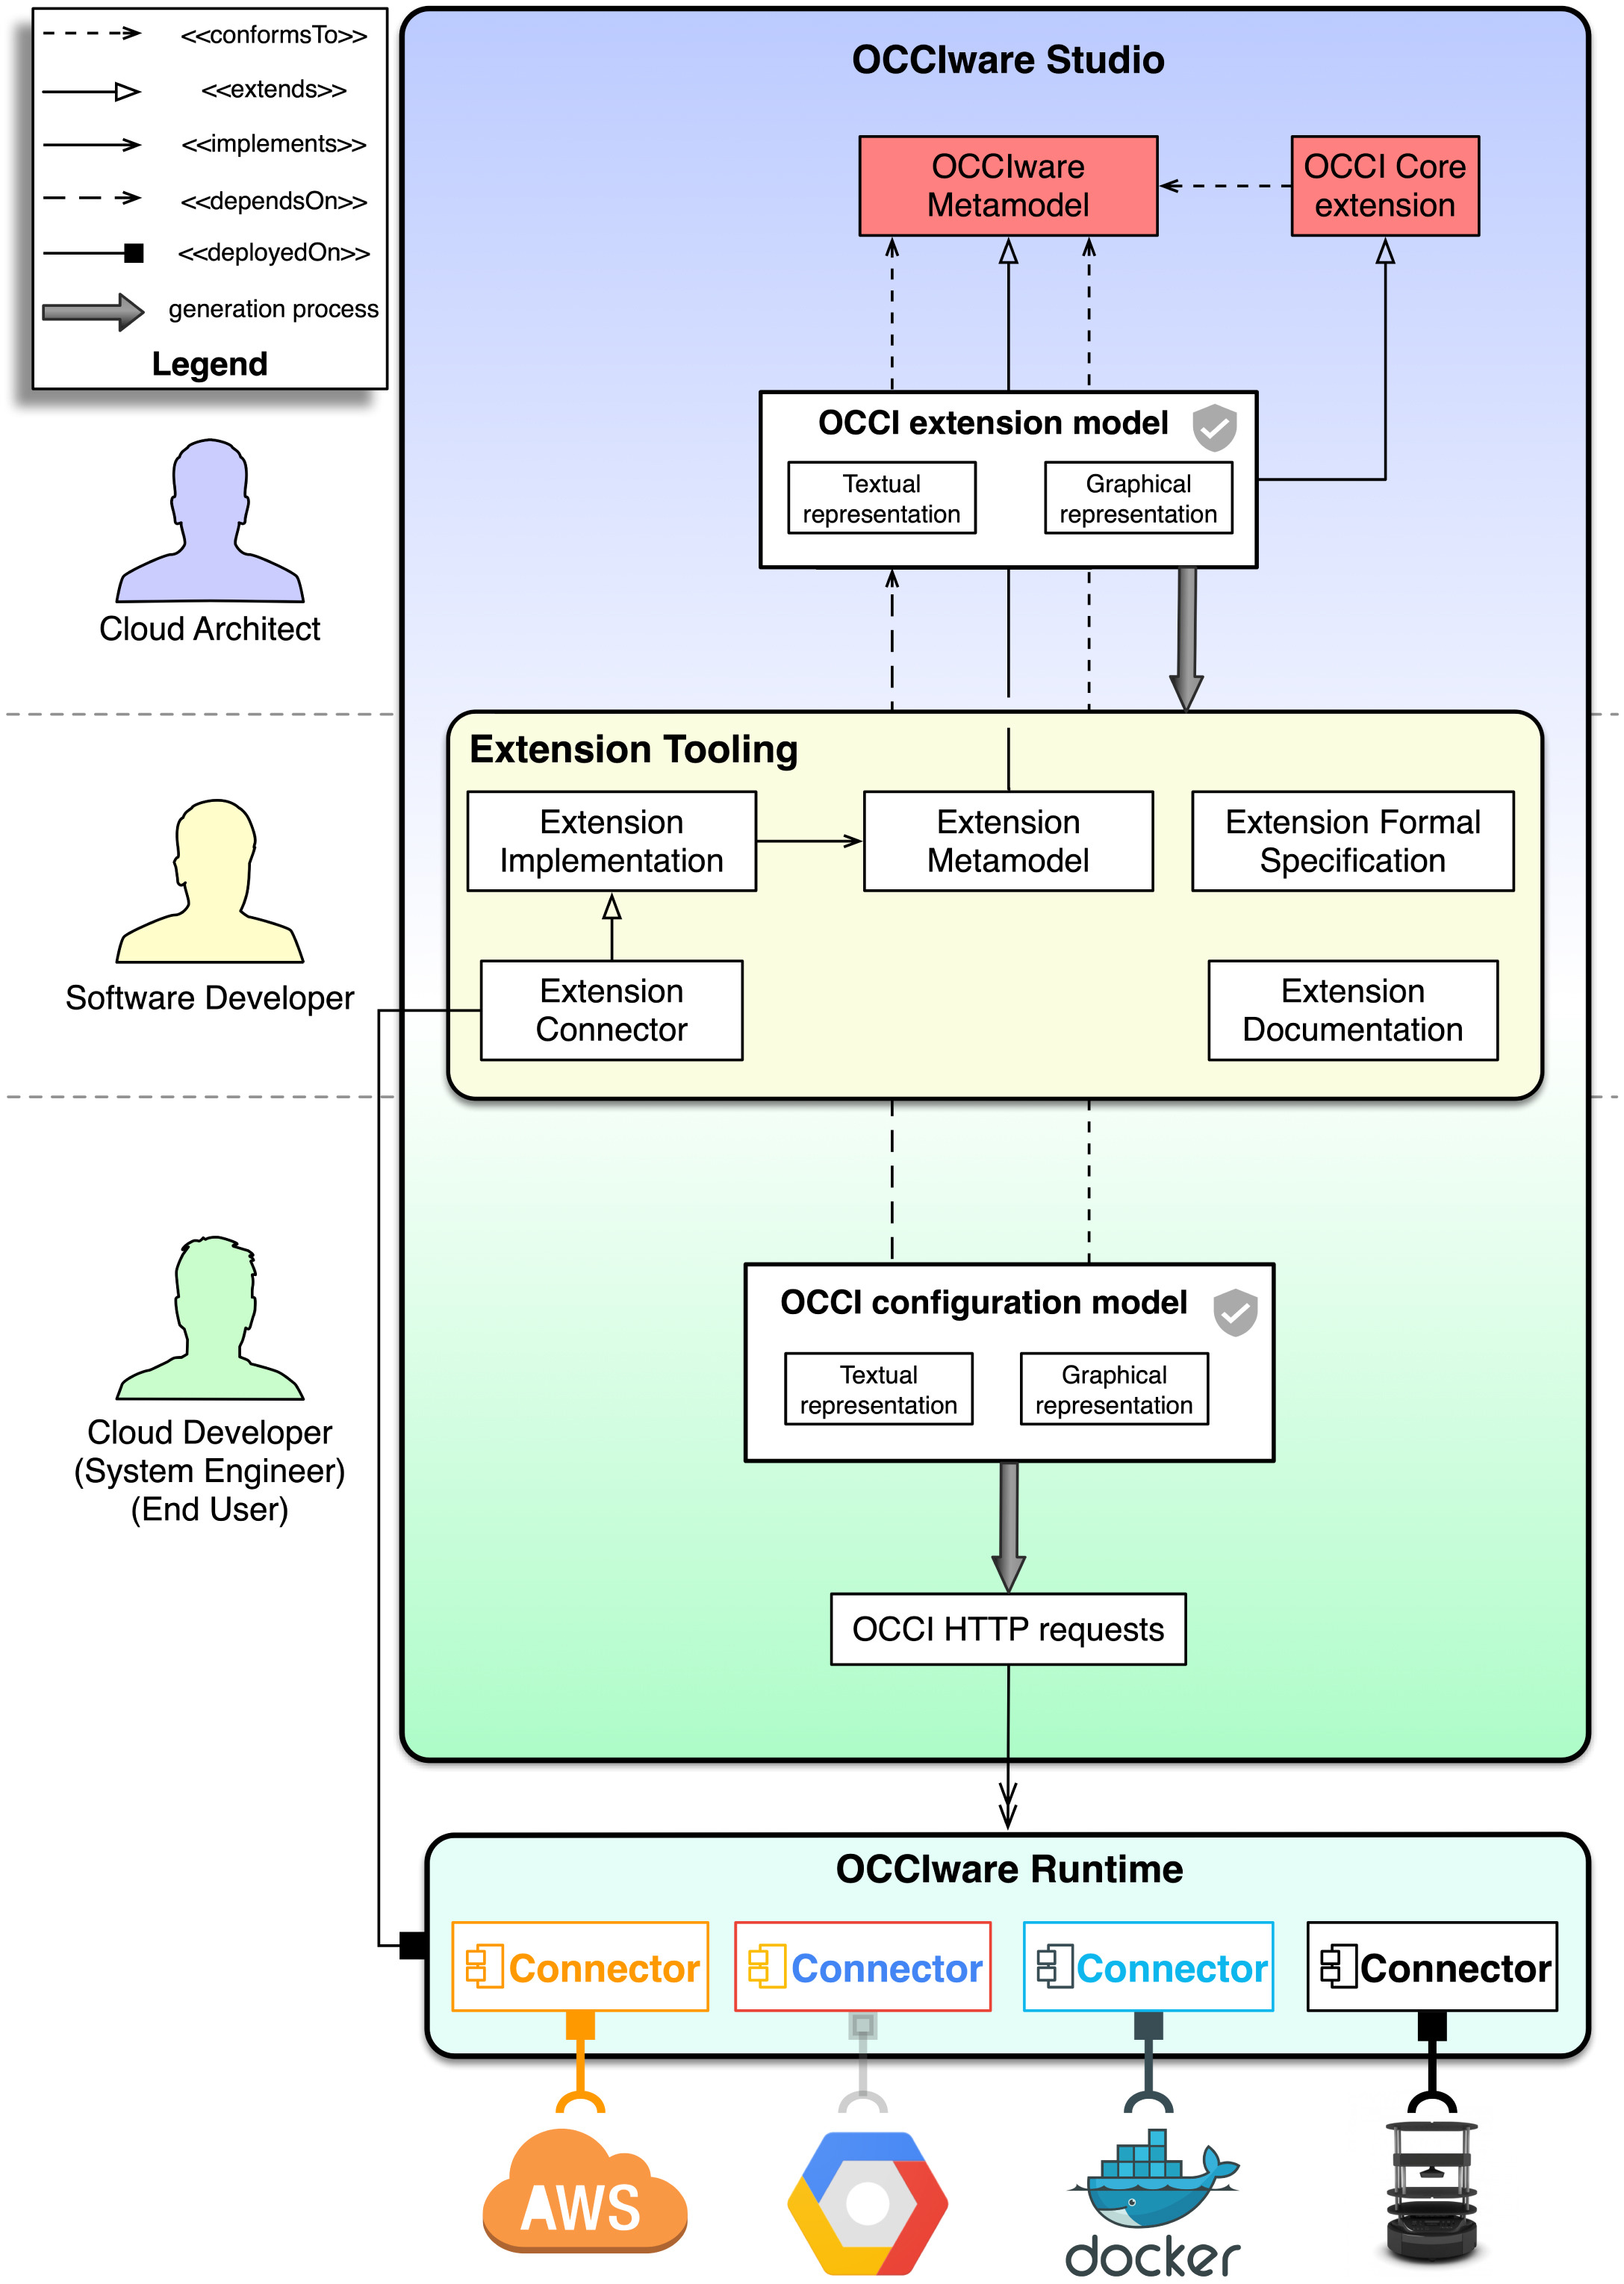 <<conformsTo>>
<<extends>>
<<implements>>
<<dependsOn>>
<<deployedOn>>
generation process
Legend
OCCIware Studio
OCCIware
Metamodel
OCCI Core
extension
OCCI extension model
Textual
representation
Graphical
representation
Cloud Architect
Extension Tooling
Extension
Implementation
Extension
Metamodel
Extension Formal
Specification
Extension
Connector
Extension
Documentation
Software Developer
OCCI configuration model
Textual
representation
Graphical
representation
Cloud Developer
(System Engineer)
(End User)
OCCI HTTP requests
OCCIware Runtime
Connector
Connector
Connector
Connector
AWS
docker